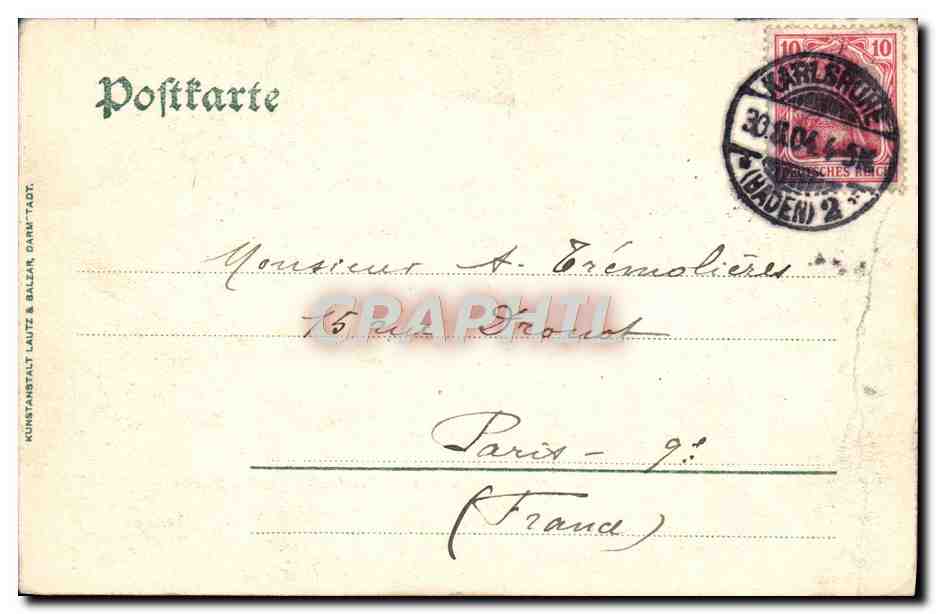 Postkarte
10 10
KARLSRUHE
DEUTSCHES REICH
(BADEN) 2
KUNSTANSTALT LAUTZ & BALZAR, DARMSTADT.
Monsieur A. Trémolières
15 rue Drouot
GRAPHIL
Paris - 9e
(France)